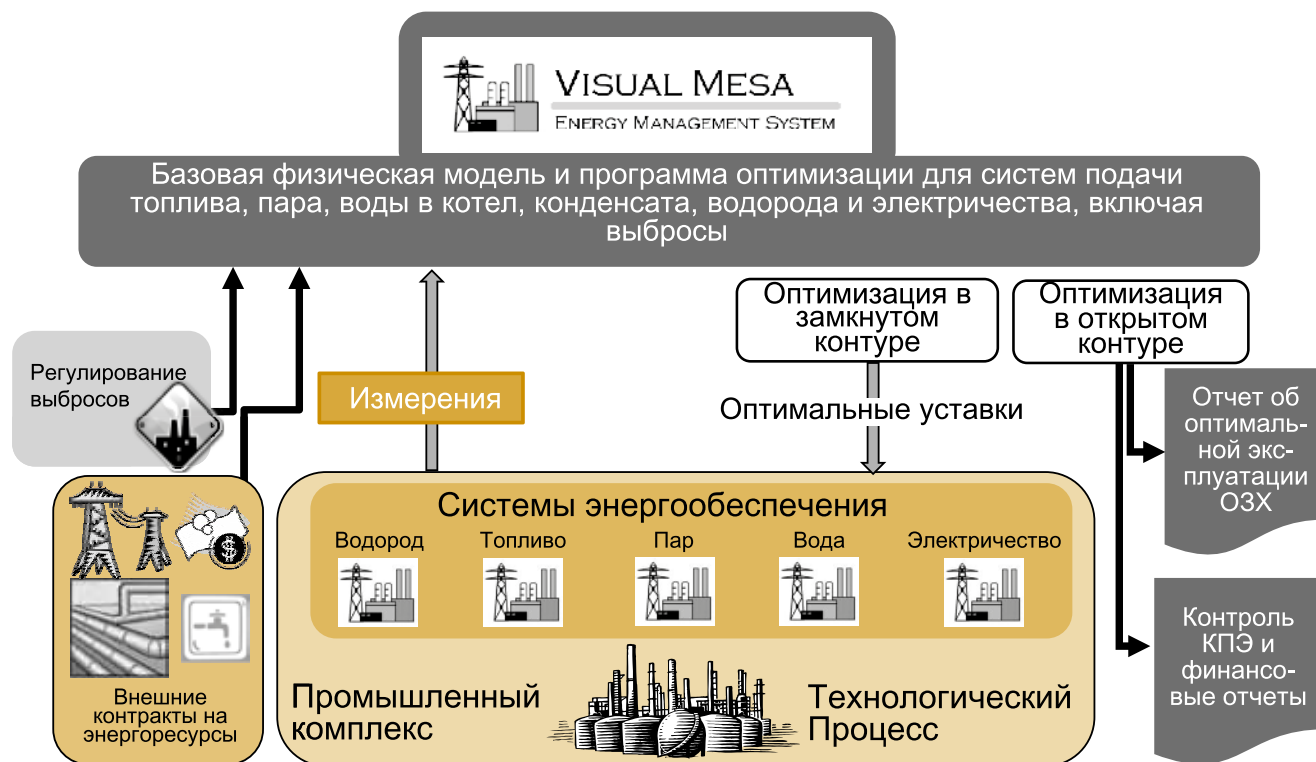 VISUAL MESA
ENERGY MANAGEMENT SYSTEM
Базовая физическая модель и программа оптимизации для систем подачи
топлива, пара, воды в котел, конденсата, водорода и электричества, включая
выбросы
Оптимизация в
замкнутом
контуре
Оптимизация
в открытом
контуре
Регулирование
выбросов
Измерения
Оптимальные уставки
Отчет об
оптималь-
ной экс-
плуатации
ОЗХ
Системы энергообеспечения
Водород
Топливо
Пар
Вода
Электричество
$
Внешние
контракты на
энергоресурсы
Промышленный
комплекс
Технологический
Процесс
Контроль
КПЭ и
финансо-
вые отчеты